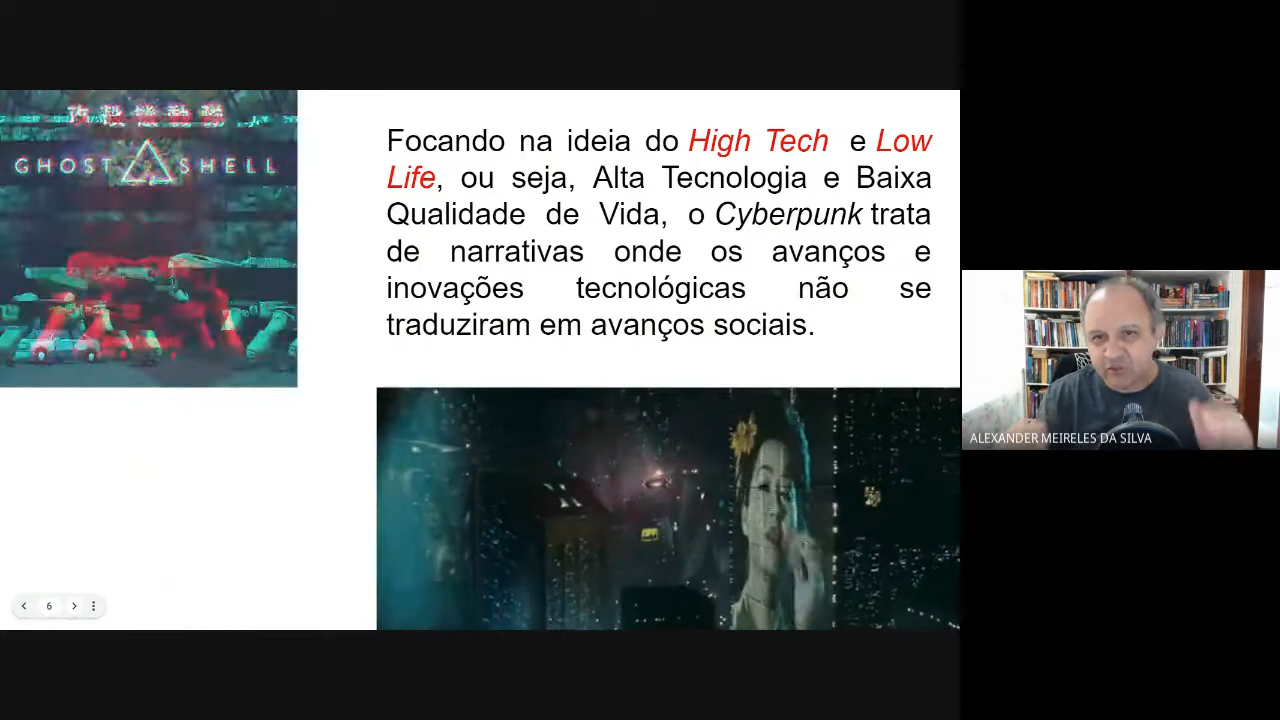 GHOST SHELL
Focando na ideia do High Tech e Low
Life, ou seja, Alta Tecnologia e Baixa
Qualidade de Vida, o Cyberpunk trata
de narrativas onde os avanços e
inovações tecnológicas não se
traduziram em avanços sociais.
ALEXANDER MEIRELES DA SILVA
6